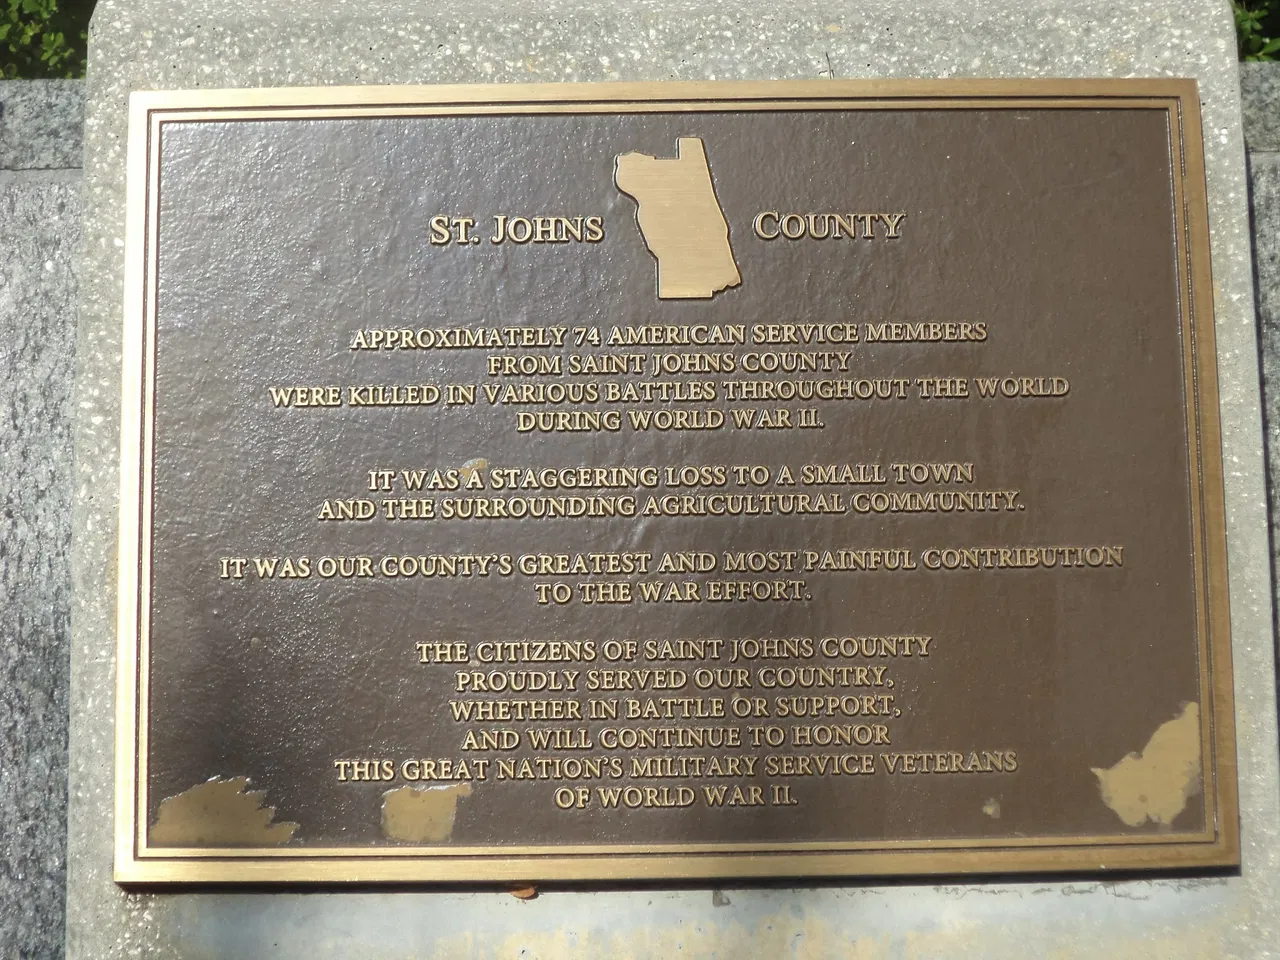 ST. JOHNS COUNTY
APPROXIMATELY 74 AMERICAN SERVICE MEMBERS
FROM SAINT JOHNS COUNTY
WERE KILLED IN VARIOUS BATTLES THROUGHOUT THE WORLD
DURING WORLD WAR II.
IT WAS A STAGGERING LOSS TO A SMALL TOWN
AND THE SURROUNDING AGRICULTURAL COMMUNITY.
IT WAS OUR COUNTY'S GREATEST AND MOST PAINFUL CONTRIBUTION
TO THE WAR EFFORT.
THE CITIZENS OF SAINT JOHNS COUNTY
PROUDLY SERVED OUR COUNTRY,
WHETHER IN BATTLE OR SUPPORT,
AND WILL CONTINUE TO HONOR
THIS GREAT NATION'S MILITARY SERVICE VETERANS
OF WORLD WAR II.